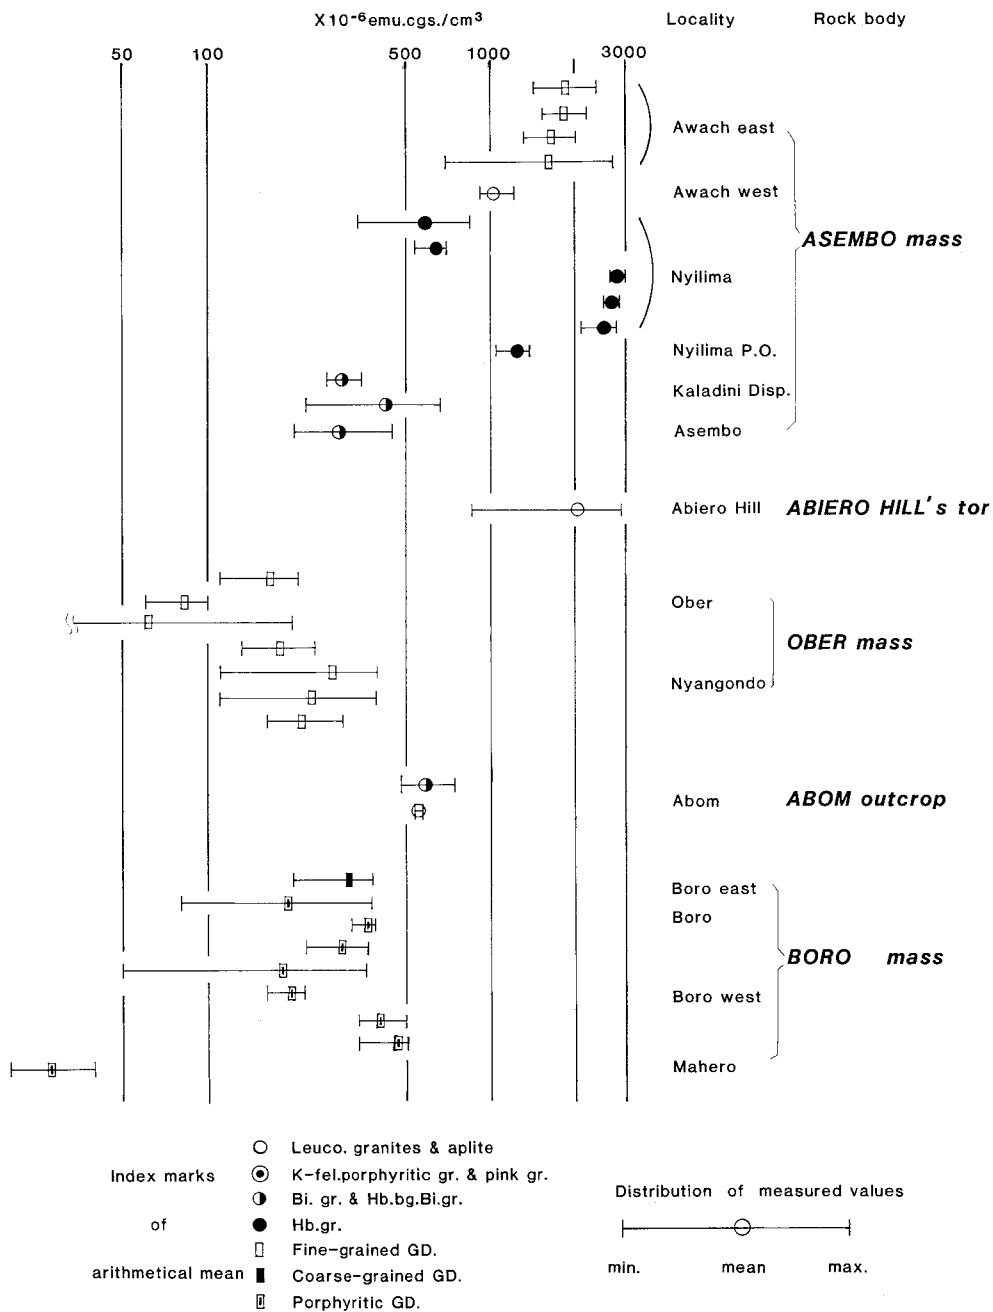 X10⁻⁶emu.cgs./cm³ Locality Rock body
50 100 500 1000 3000
Awach east
Awach west
ASEMBO mass
Nyilima
Nyilima P.O.
Kaladini Disp.
Asembo
Abiero Hill ABIERO HILL's tor
Ober
OBER mass
Nyangondo
Abom ABOM outcrop
Boro east
Boro
BORO mass
Boro west
Mahero
Index marks
of
arithmetical mean
Leuco. granites & aplite
K-fel.porphyritic gr. & pink gr.
Bi. gr. & Hb.bg.Bi.gr.
Hb.gr.
Fine-grained GD.
Coarse-grained GD.
Porphyritic GD.
Distribution of measured values
min. mean max.